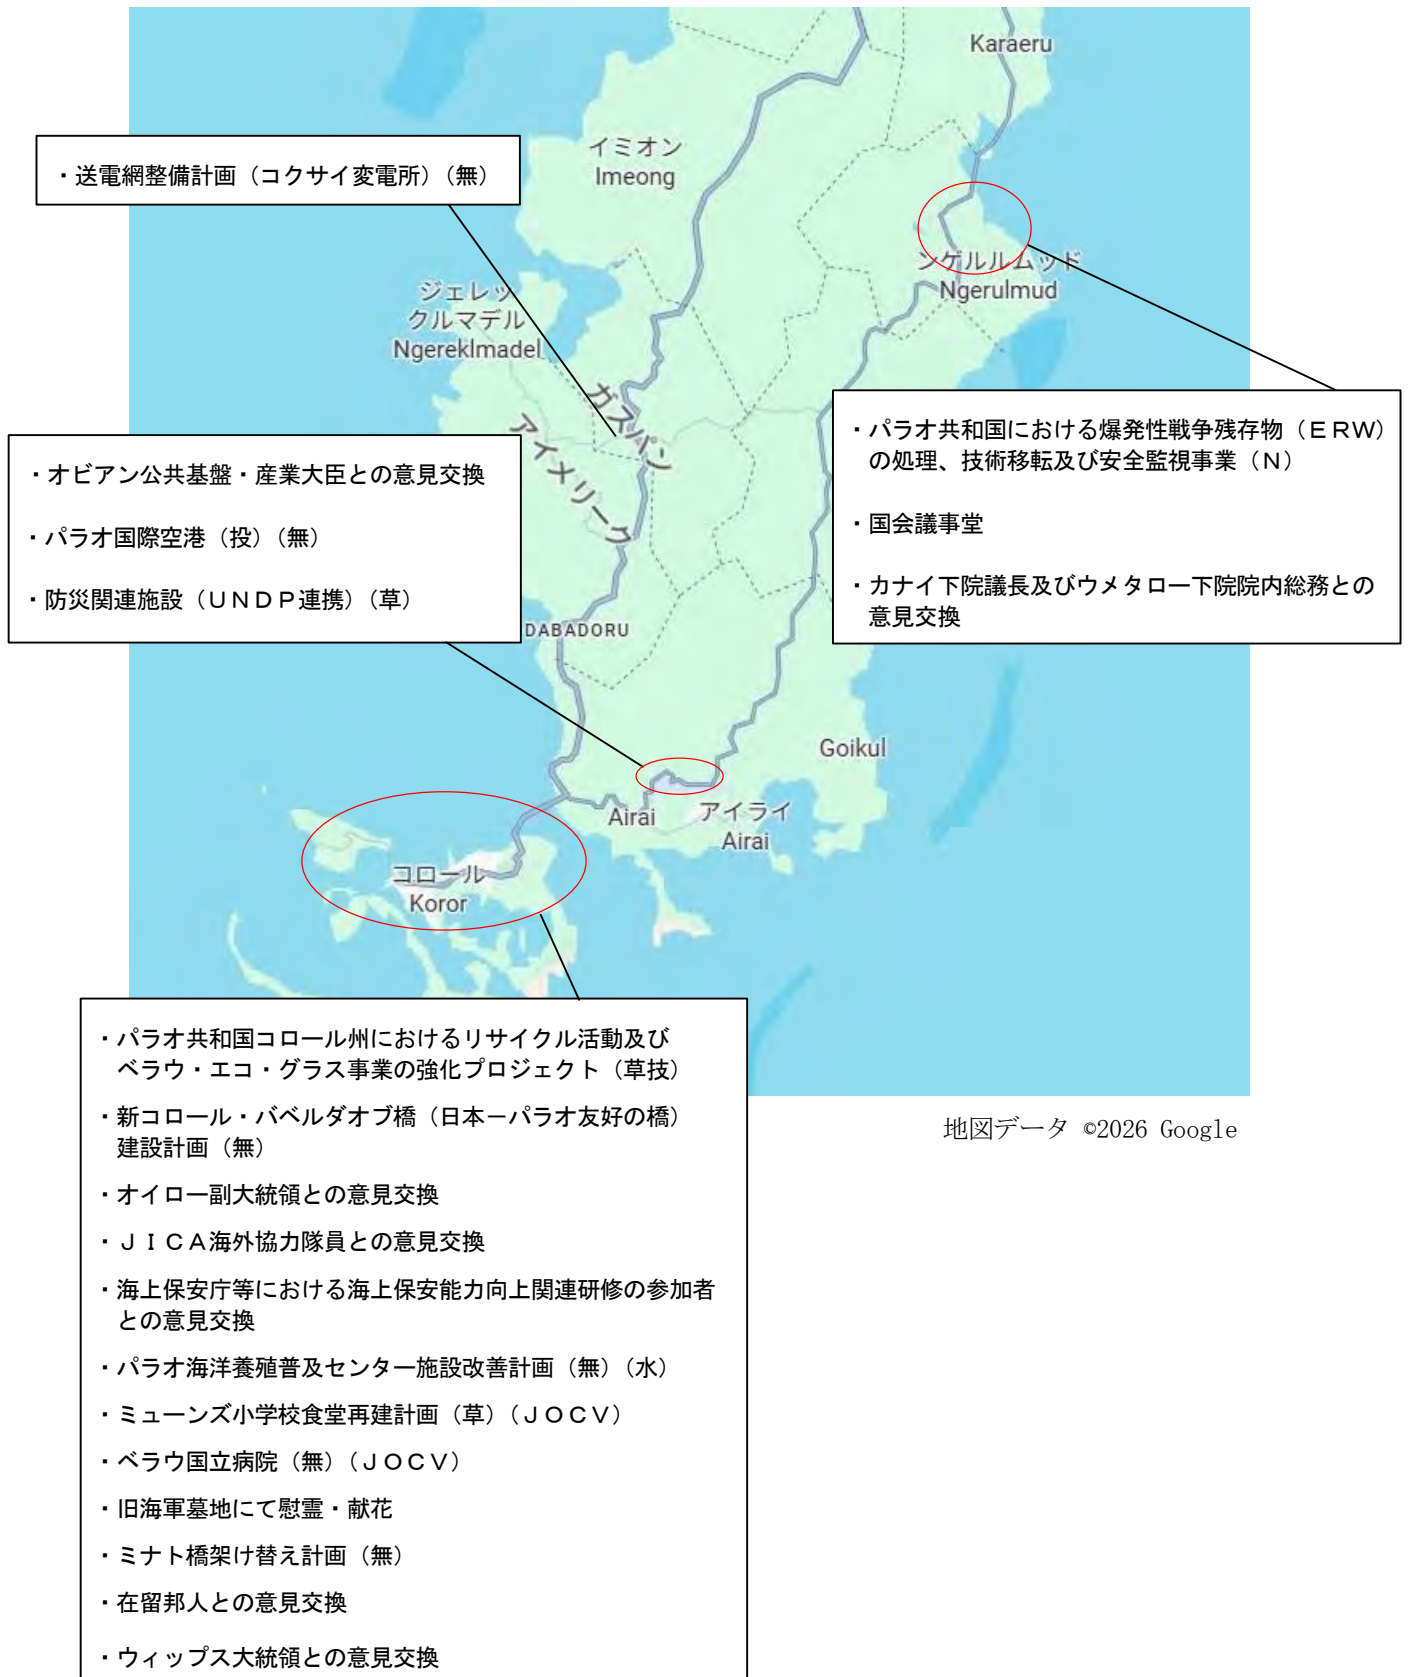 Karaeru
・送電網整備計画（コクサイ変電所）（無）
イミオン
Imeong
ンゲルルムッド
Ngerulmud
ジェレッ
クルマデル
Ngereklmadel
ガスパン
アイメリーク
・パラオ共和国における爆発性戦争残存物（ＥＲＷ）
の処理、技術移転及び安全監視事業（Ｎ）
・国会議事堂
・カナイ下院議長及びウメタロー下院院内総務との
意見交換
・オビアン公共基盤・産業大臣との意見交換
・パラオ国際空港（投）（無）
・防災関連施設（ＵＮＤＰ連携）（草）
DABADORU
Goikul
Airai
アイライ
Airai
コロール
Koror
・パラオ共和国コロール州におけるリサイクル活動及び
ベラウ・エコ・グラス事業の強化プロジェクト（草技）
・新コロール・バベルダオブ橋（日本－パラオ友好の橋）
建設計画（無）
・オイロー副大統領との意見交換
・ＪＩＣＡ海外協力隊員との意見交換
・海上保安庁等における海上保安能力向上関連研修の参加者
との意見交換
・パラオ海洋養殖普及センター施設改善計画（無）（水）
・ミューンズ小学校食堂再建計画（草）（ＪＯＣＶ）
・ベラウ国立病院（無）（ＪＯＣＶ）
・旧海軍墓地にて慰霊・献花
・ミナト橋架け替え計画（無）
・在留邦人との意見交換
・ウィップス大統領との意見交換
地図データ ©2026 Google